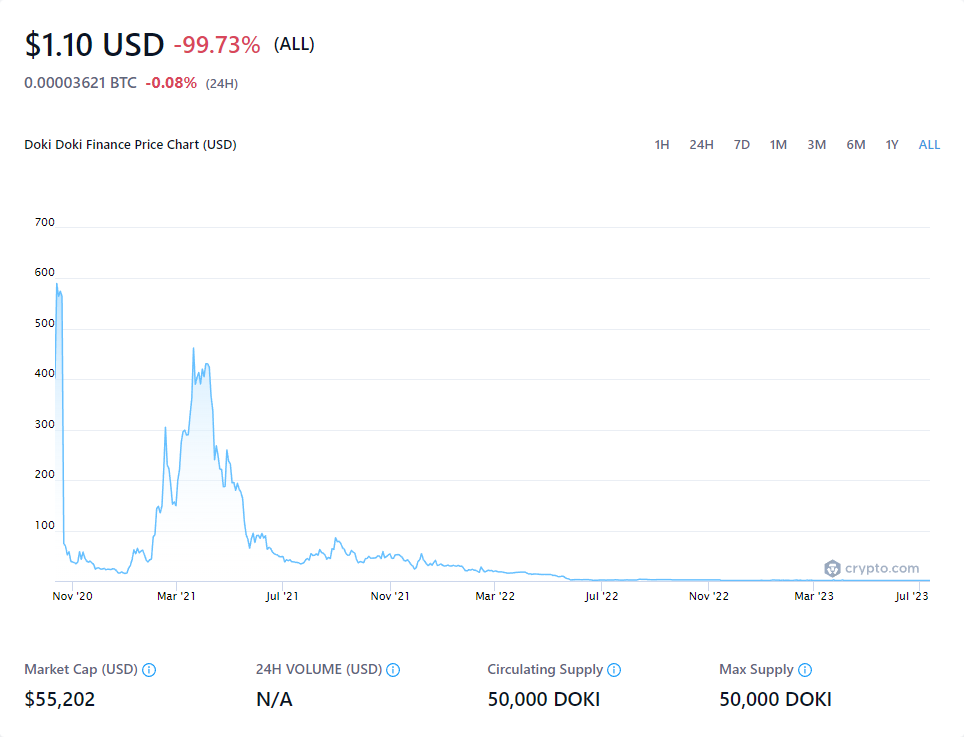 $1.10 USD -99.73% (ALL)
0.00003621 BTC -0.08% (24H)
Doki Doki Finance Price Chart (USD) 1H 24H 7D 1M 3M 6M 1Y ALL
700
600
500
400
300
200
100
crypto.com
Nov '20 Mar '21 Jul '21 Nov '21 Mar '22 Jul '22 Nov '22 Mar '23 Jul '23
Market Cap (USD) 24H VOLUME (USD) Circulating Supply Max Supply
$55,202 N/A 50,000 DOKI 50,000 DOKI